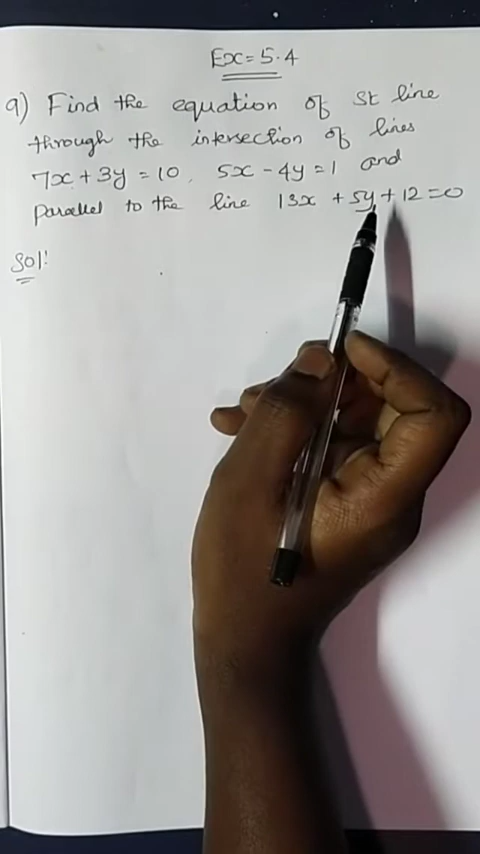 Ex = 5.4
9) Find the equation of St line
through the intersection of lines
7x + 3y = 10, 5x - 4y = 1 and
parallel to the line 13x + 5y + 12 = 0
Sol: